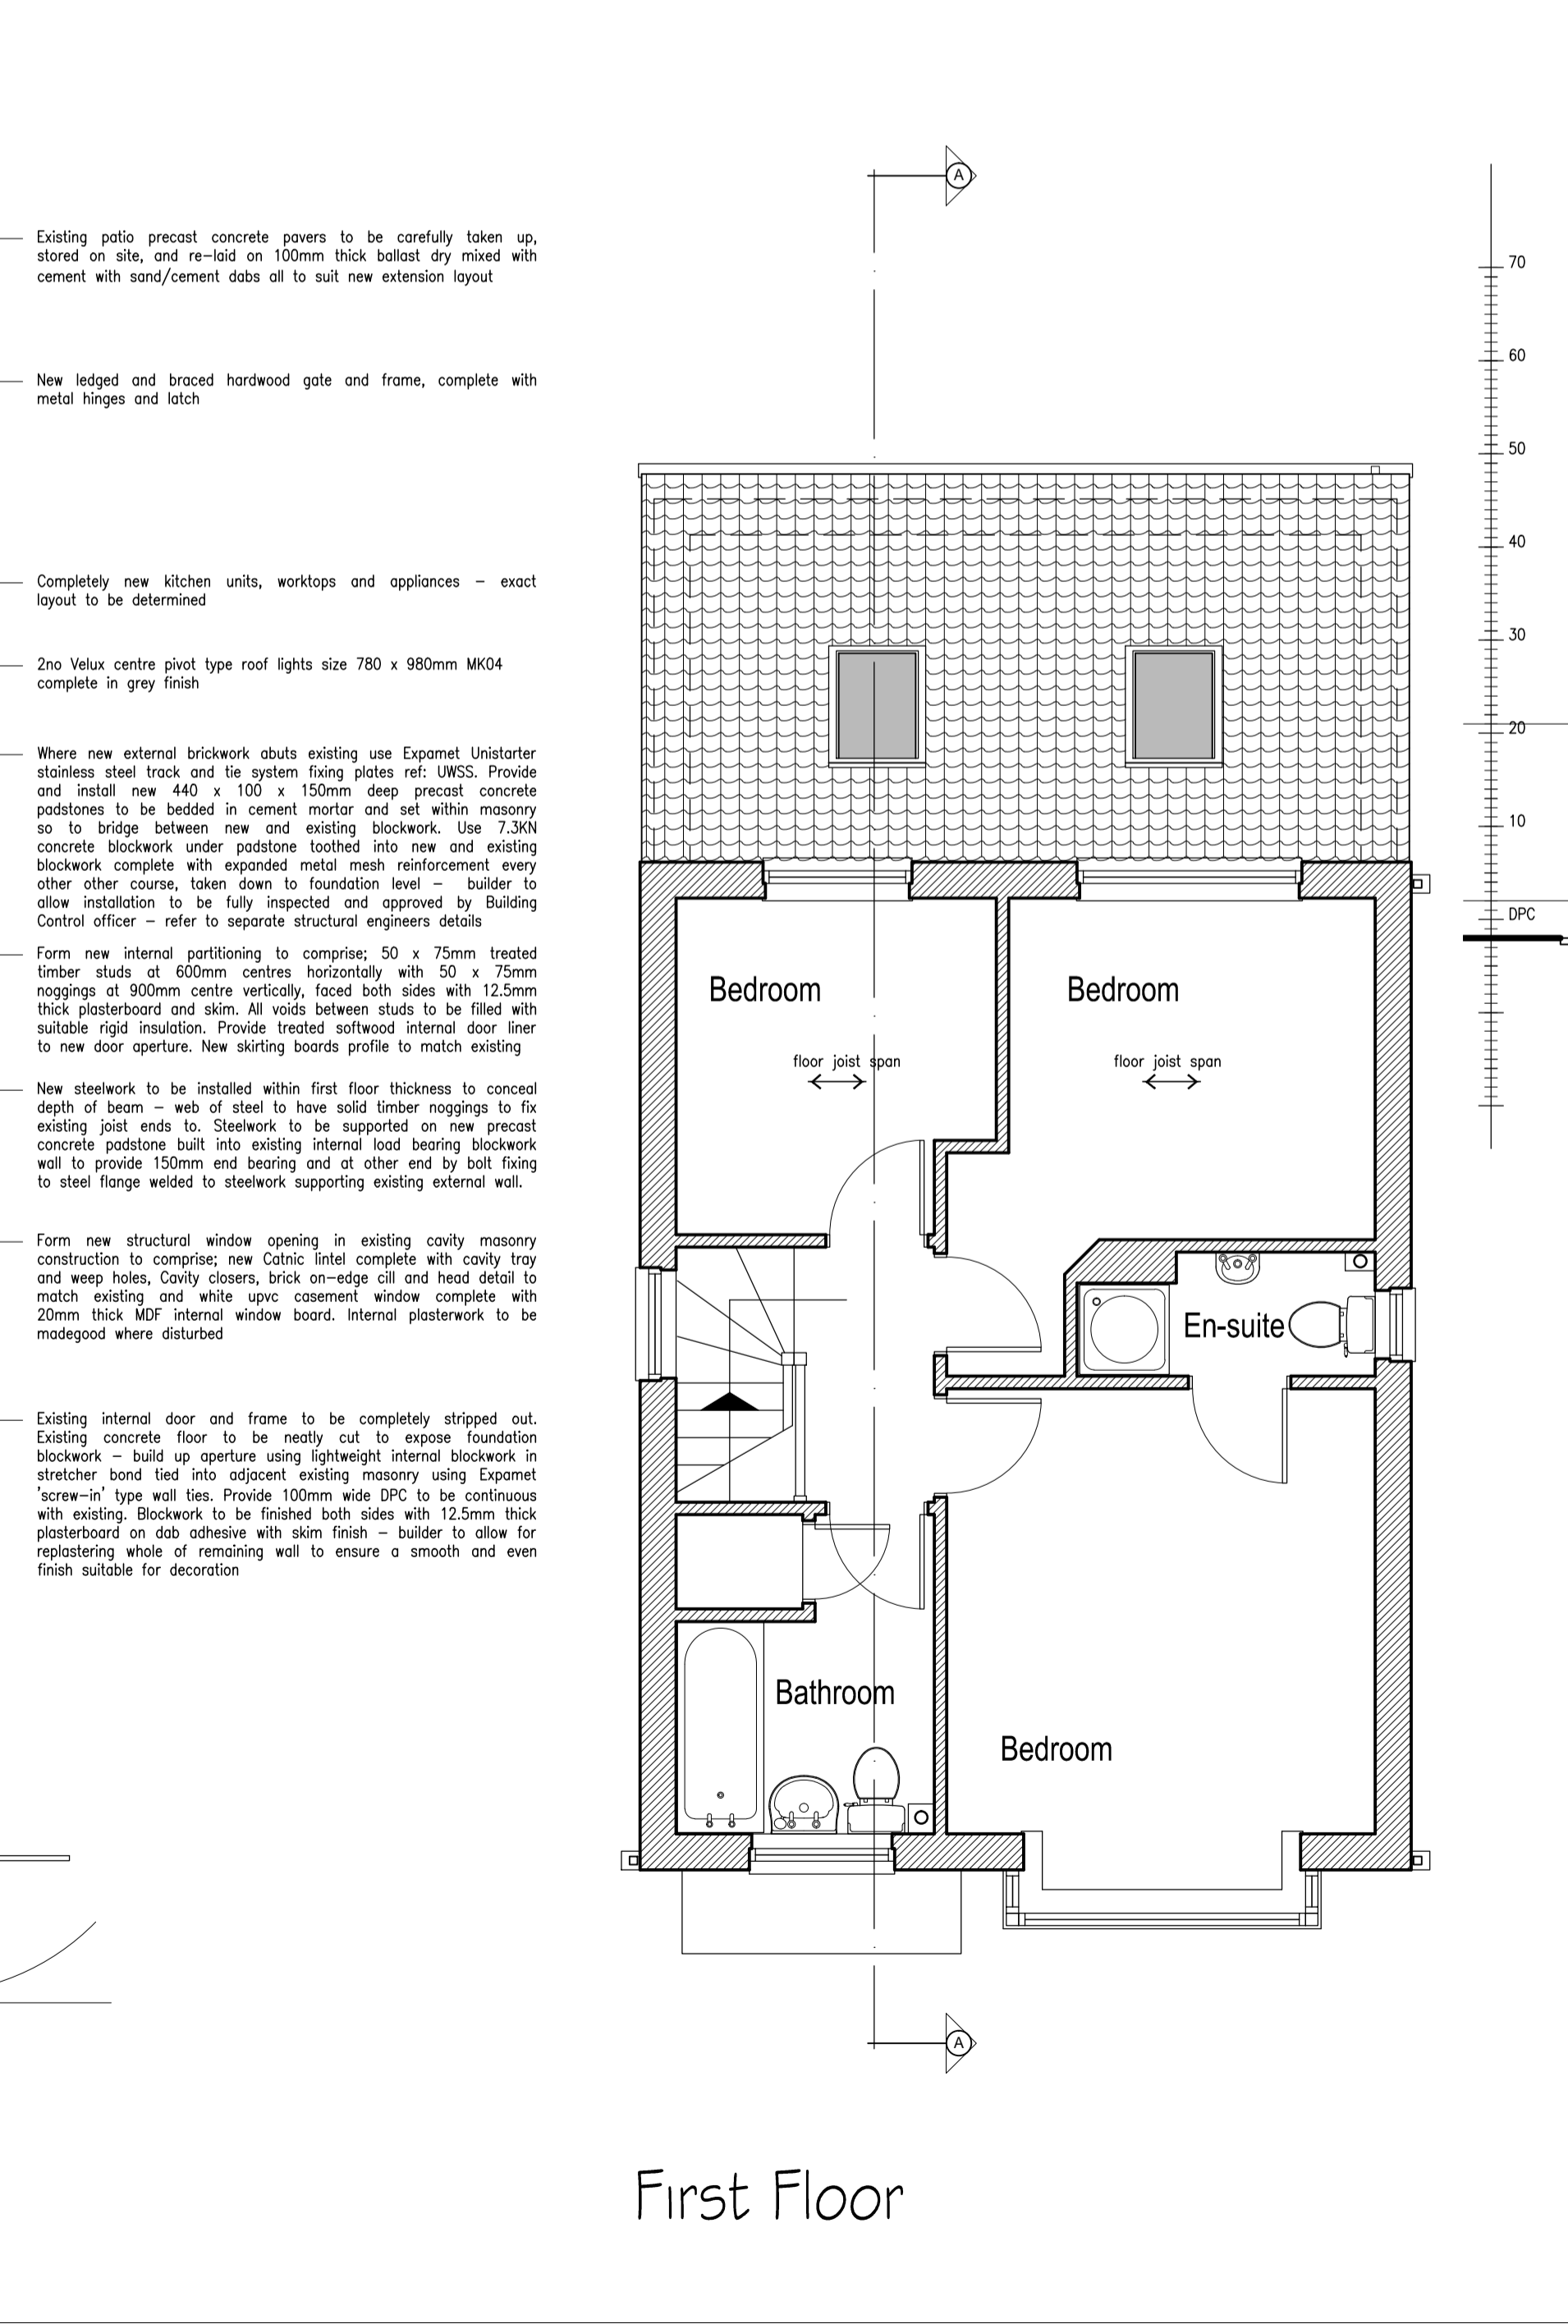 Existing patio precast concrete pavers to be carefully taken up,
stored on site, and re-laid on 100mm thick ballast dry mixed with
cement with sand/cement dabs all to suit new extension layout
New ledged and braced hardwood gate and frame, complete with
metal hinges and latch
Completely new kitchen units, worktops and appliances – exact
layout to be determined
2no Velux centre pivot type roof lights size 780 x 980mm MK04
complete in grey finish
Where new external brickwork abuts existing use Expamet Unistarter
stainless steel track and tie system fixing plates ref: UWSS. Provide
and install new 440 x 100 x 150mm deep precast concrete
padstones to be bedded in cement mortar and set within masonry
so to bridge between new and existing blockwork. Use 7.3KN
concrete blockwork under padstone toothed into new and existing
blockwork complete with expanded metal mesh reinforcement every
other other course, taken down to foundation level – builder to
allow installation to be fully inspected and approved by Building
Control officer – refer to separate structural engineers details
Form new internal partitioning to comprise; 50 x 75mm treated
timber studs at 600mm centres horizontally with 50 x 75mm
noggings at 900mm centre vertically, faced both sides with 12.5mm
thick plasterboard and skim. All voids between studs to be filled with
suitable rigid insulation. Provide treated softwood internal door liner
to new door aperture. New skirting boards profile to match existing
New steelwork to be installed within first floor thickness to conceal
depth of beam – web of steel to have solid timber noggings to fix
existing joist ends to. Steelwork to be supported on new precast
concrete padstone built into existing internal load bearing blockwork
wall to provide 150mm end bearing and at other end by bolt fixing
to steel flange welded to steelwork supporting existing external wall.
Form new structural window opening in existing cavity masonry
construction to comprise; new Catnic lintel complete with cavity tray
and weep holes, Cavity closers, brick on-edge cill and head detail to
match existing and white upvc casement window complete with
20mm thick MDF internal window board. Internal plasterwork to be
madegood where disturbed
Existing internal door and frame to be completely stripped out.
Existing concrete floor to be neatly cut to expose foundation
blockwork – build up aperture using lightweight internal blockwork in
stretcher bond tied into adjacent existing masonry using Expamet
'screw-in' type wall ties. Provide 100mm wide DPC to be continuous
with existing. Blockwork to be finished both sides with 12.5mm thick
plasterboard on dab adhesive with skim finish – builder to allow for
replastering whole of remaining wall to ensure a smooth and even
finish suitable for decoration
A
Bedroom
Bedroom
floor joist span
floor joist span
En-suite
Bathroom
Bedroom
A
First Floor
70
60
50
40
30
20
10
DPC